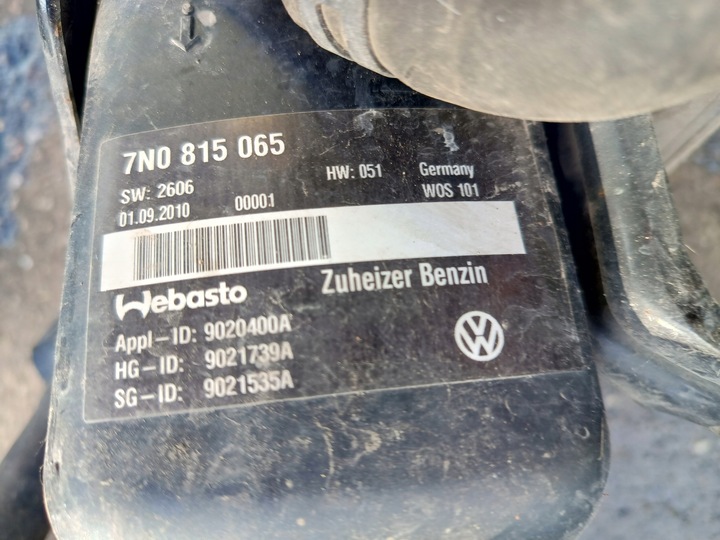 7N0 815 065
SW: 2606 HW: 051 Germany
01.09.2010 00001 WOS 101
Webasto Zuheizer Benzin
Appl-ID: 9020400A
HG-ID: 9021739A
SG-ID: 9021535A
VW